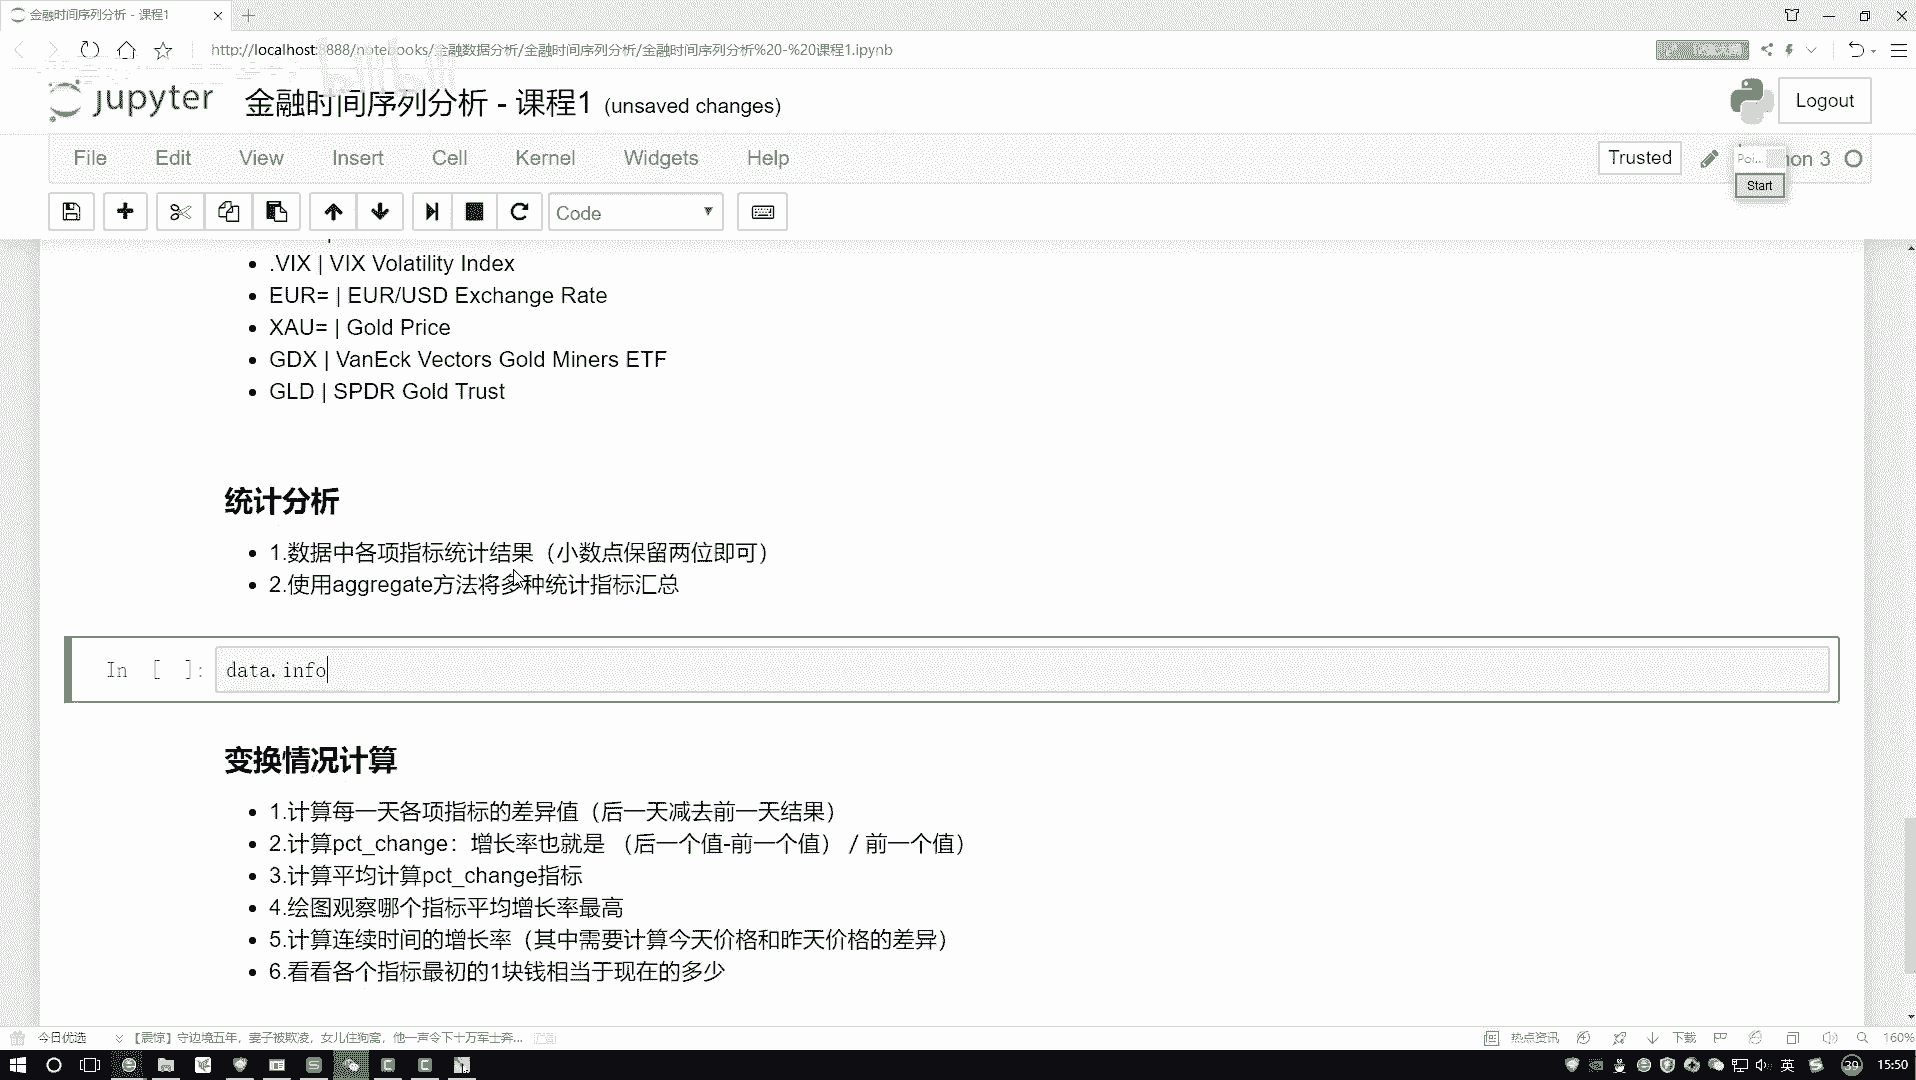 金融时间序列分析 - 课程1
http://localhost:8888/notebooks/金融数据分析/金融时间序列分析/金融时间序列分析%20-%20课程1.ipynb
jupyter 金融时间序列分析 - 课程1 (unsaved changes)
Logout
File Edit View Insert Cell Kernel Widgets Help
Trusted
Poi...
Start
Code
.VIX | VIX Volatility Index
EUR= | EUR/USD Exchange Rate
XAU= | Gold Price
GDX | VanEck Vectors Gold Miners ETF
GLD | SPDR Gold Trust
统计分析
1.数据中各项指标统计结果（小数点保留两位即可）
2.使用aggregate方法将多种统计指标汇总
In [ ]: data.info
变换情况计算
1.计算每一天各项指标的差异值（后一天减去前一天结果）
2.计算pct_change：增长率也就是 （后一个值-前一个值） / 前一个值）
3.计算平均计算pct_change指标
4.绘图观察哪个指标平均增长率最高
5.计算连续时间的增长率（其中需要计算今天价格和昨天价格的差异）
6.看看各个指标最初的1块钱相当于现在的多少
今日优选 【震惊】守边境五年，妻子被欺凌，女儿住狗窝，他一声令下十万军士奔...
热点资讯 下载 160%
英 39 15:50